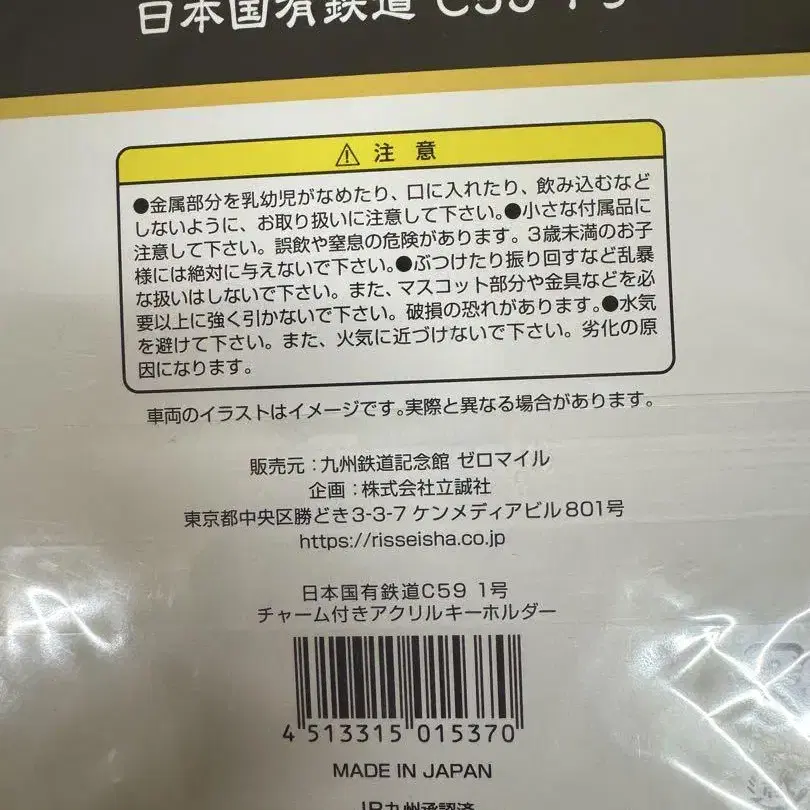 日本国有鉄道 C59 1号
⚠ 注 意
●金属部分を乳幼児がなめたり、口に入れたり、飲み込むなど
しないように、お取り扱いに注意して下さい。●小さな付属品に
注意して下さい。誤飲や窒息の危険があります。3歳未満のお子
様には絶対に与えないで下さい。●ぶつけたり振り回すなど乱暴
な扱いはしないで下さい。また、マスコット部分や金具などを必
要以上に強く引かないで下さい。破損の恐れがあります。●水気
を避けて下さい。また、火気に近づけないで下さい。劣化の原
因になります。
車両のイラストはイメージです。実際と異なる場合があります。
販売元：九州鉄道記念館 ゼロマイル
企画：株式会社立誠社
東京都中央区勝どき3-3-7 ケンメディアビル801号
https://risseisha.co.jp
日本国有鉄道C59 1号
チャーム付きアクリルキーホルダー
4 513315 015370
MADE IN JAPAN
JR九州承認済